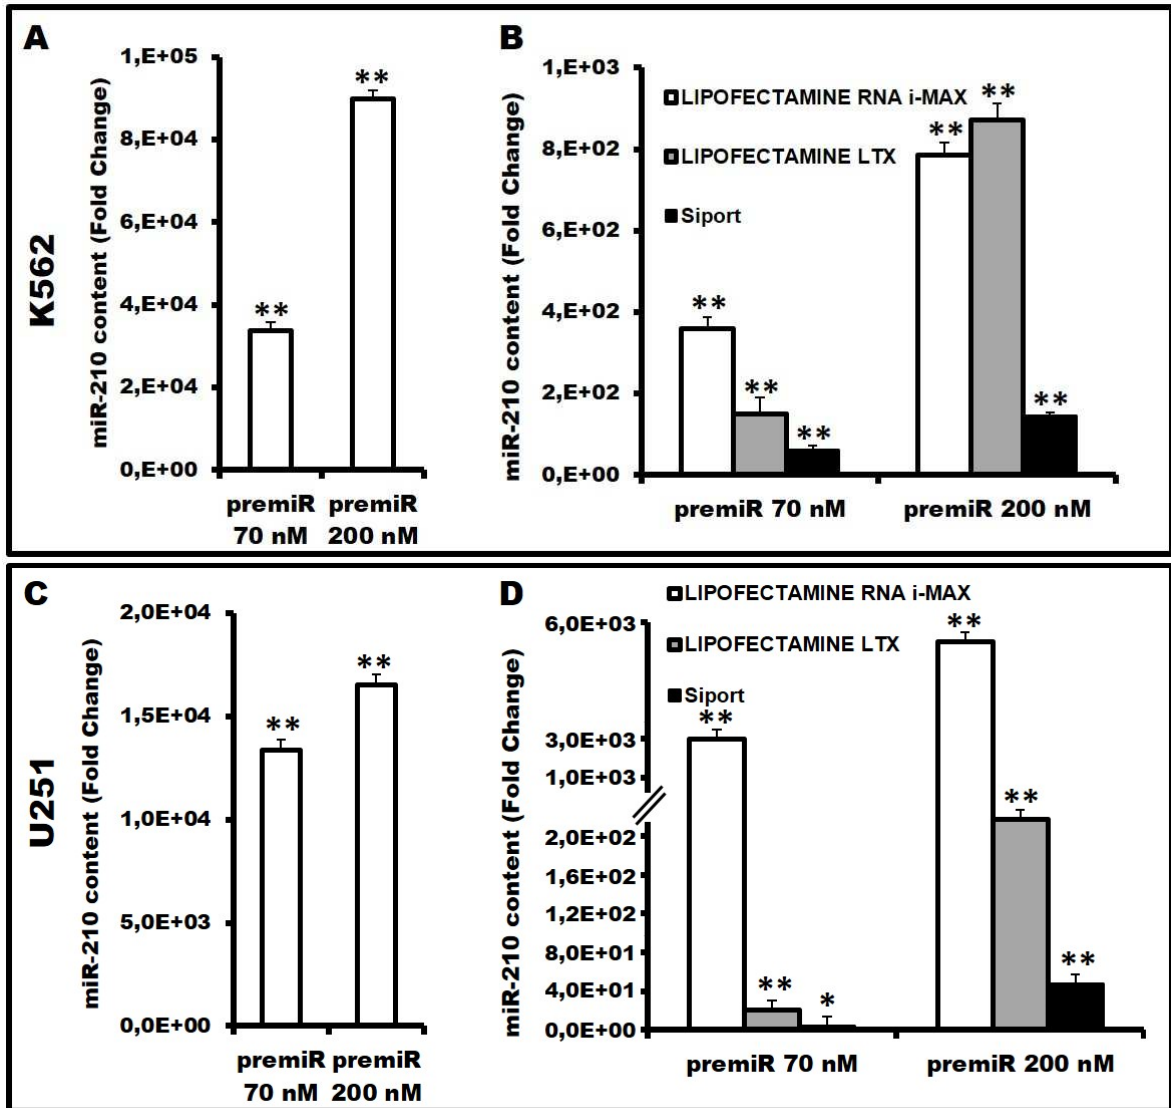 K562
A
miR-210 content (Fold Change)
1,E+05
8,E+04
6,E+04
4,E+04
2,E+04
0,E+00
**
**
premiR premiR
70 nM 200 nM
B
miR-210 content (Fold Change)
1,E+03
8,E+02
6,E+02
4,E+02
2,E+02
0,E+00
LIPOFECTAMINE RNA i-MAX
LIPOFECTAMINE LTX
Siport
**
**
**
**
**
**
premiR 70 nM premiR 200 nM
U251
C
miR-210 content (Fold Change)
2,0E+04
1,5E+04
1,0E+04
5,0E+03
0,0E+00
**
**
premiR premiR
70 nM 200 nM
D
miR-210 content (Fold Change)
6,0E+03
3,0E+03
1,0E+03
2,0E+02
1,6E+02
1,2E+02
8,0E+01
4,0E+01
0,0E+00
LIPOFECTAMINE RNA i-MAX
LIPOFECTAMINE LTX
Siport
**
**
*
**
**
**
premiR 70 nM premiR 200 nM